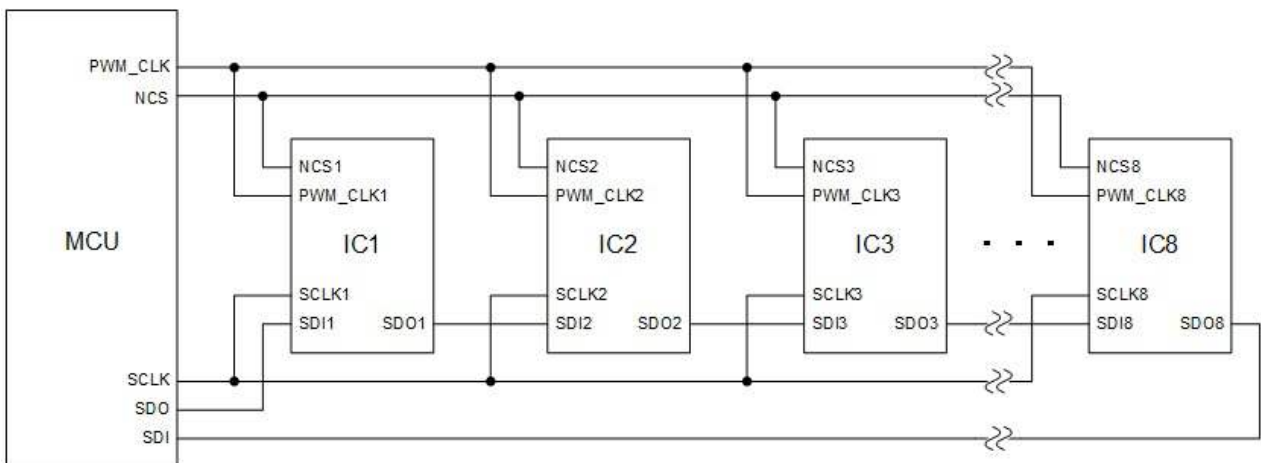 PWM_CLK
NCS
MCU
SCLK
SDO
SDI
NCS1
PWM_CLK1
IC1
SCLK1
SDI1 SDO1
NCS2
PWM_CLK2
IC2
SCLK2
SDI2 SDO2
NCS3
PWM_CLK3
IC3
SCLK3
SDI3 SDO3
NCS8
PWM_CLK8
IC8
SCLK8
SDI8 SDO8